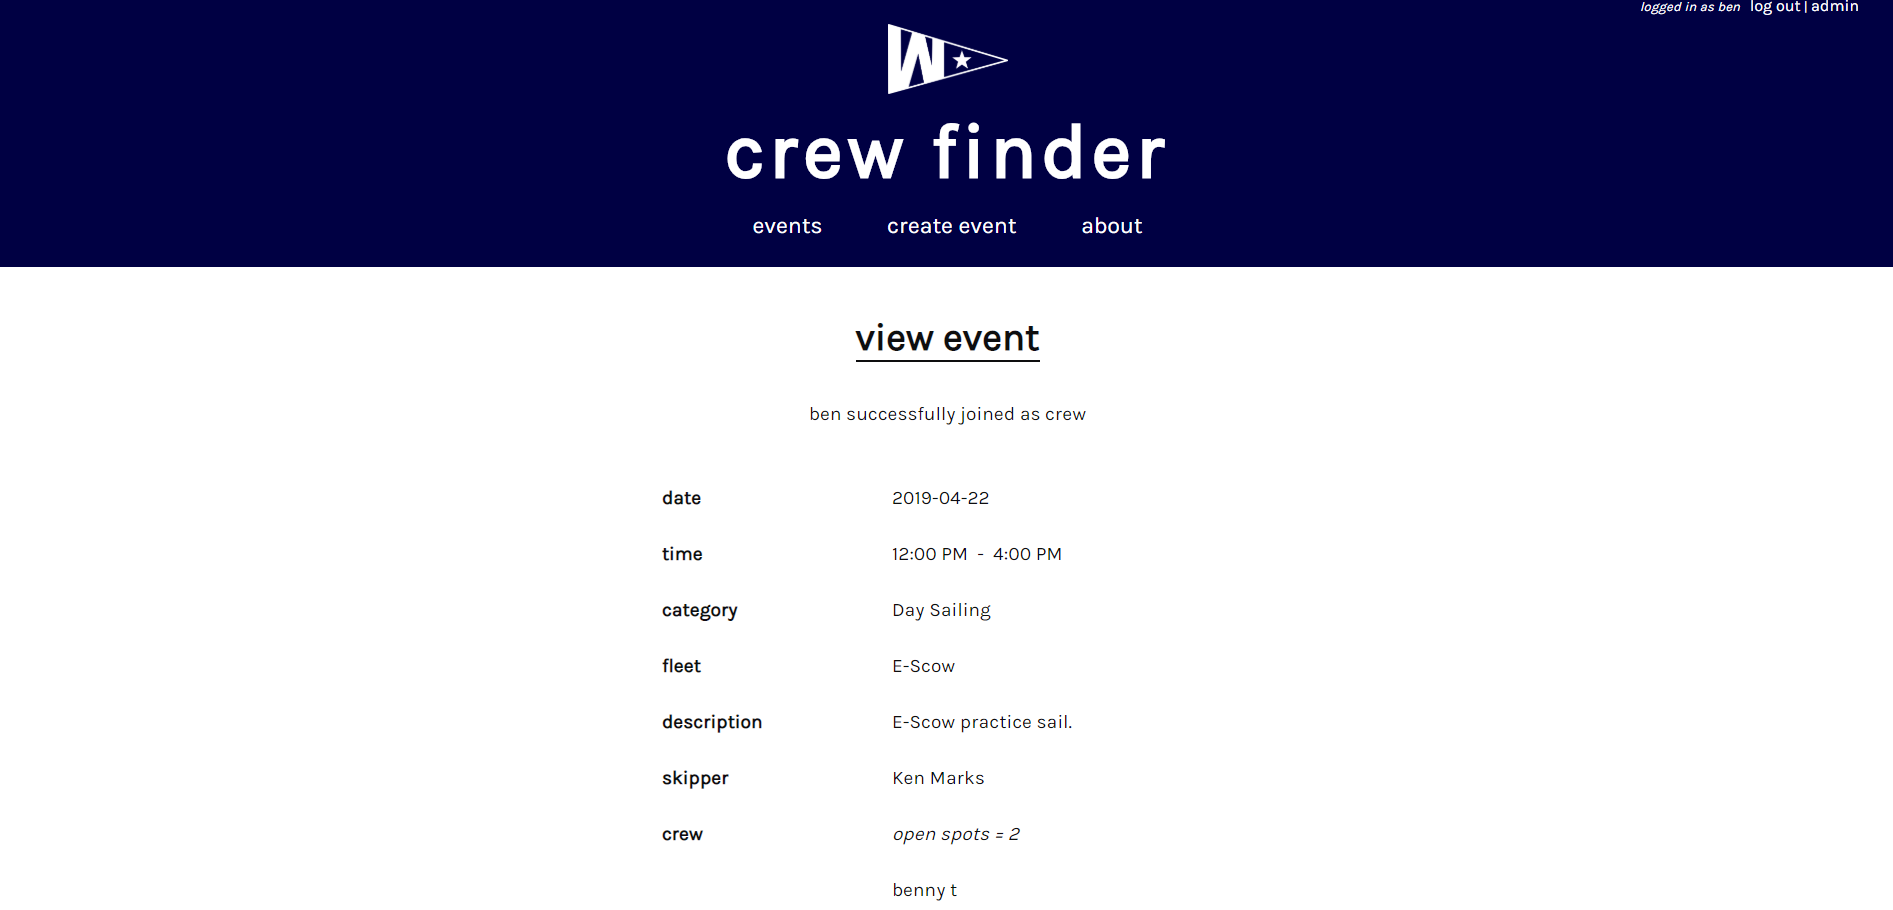 logged in as ben log out | admin
W
crew finder
events create event about
view event
ben successfully joined as crew
date 2019-04-22
time 12:00 PM - 4:00 PM
category Day Sailing
fleet E-Scow
description E-Scow practice sail.
skipper Ken Marks
crew open spots = 2
benny t